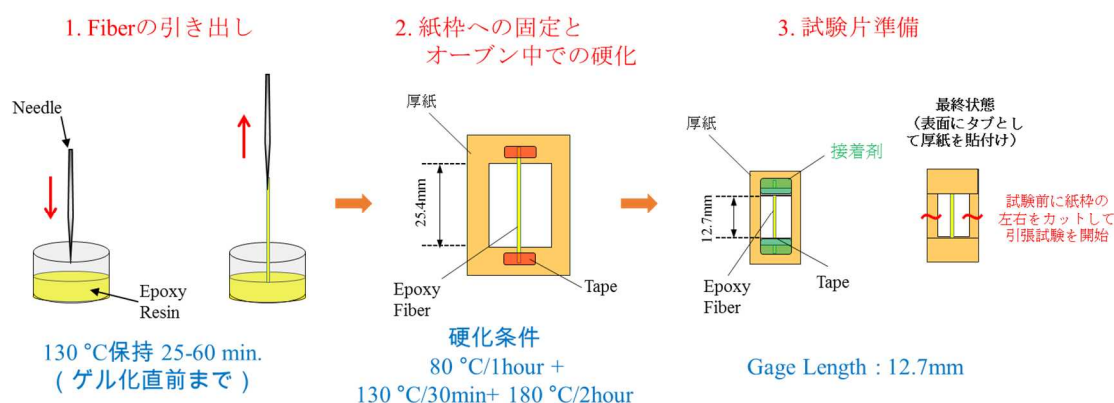 1. Fiberの引き出し
Needle
Epoxy
Resin
130 °C保持 25-60 min.
(ゲル化直前まで)
2. 紙枠への固定と
オーブン中での硬化
厚紙
25.4mm
Epoxy
Fiber
Tape
硬化条件
80 °C/1hour +
130 °C/30min+ 180 °C/2hour
3. 試験片準備
厚紙
接着剤
12.7mm
Epoxy
Fiber
Tape
最終状態
(表面にタブとし
て厚紙を貼付け)
試験前に紙枠の
左右をカットして
引張試験を開始
Gage Length : 12.7mm